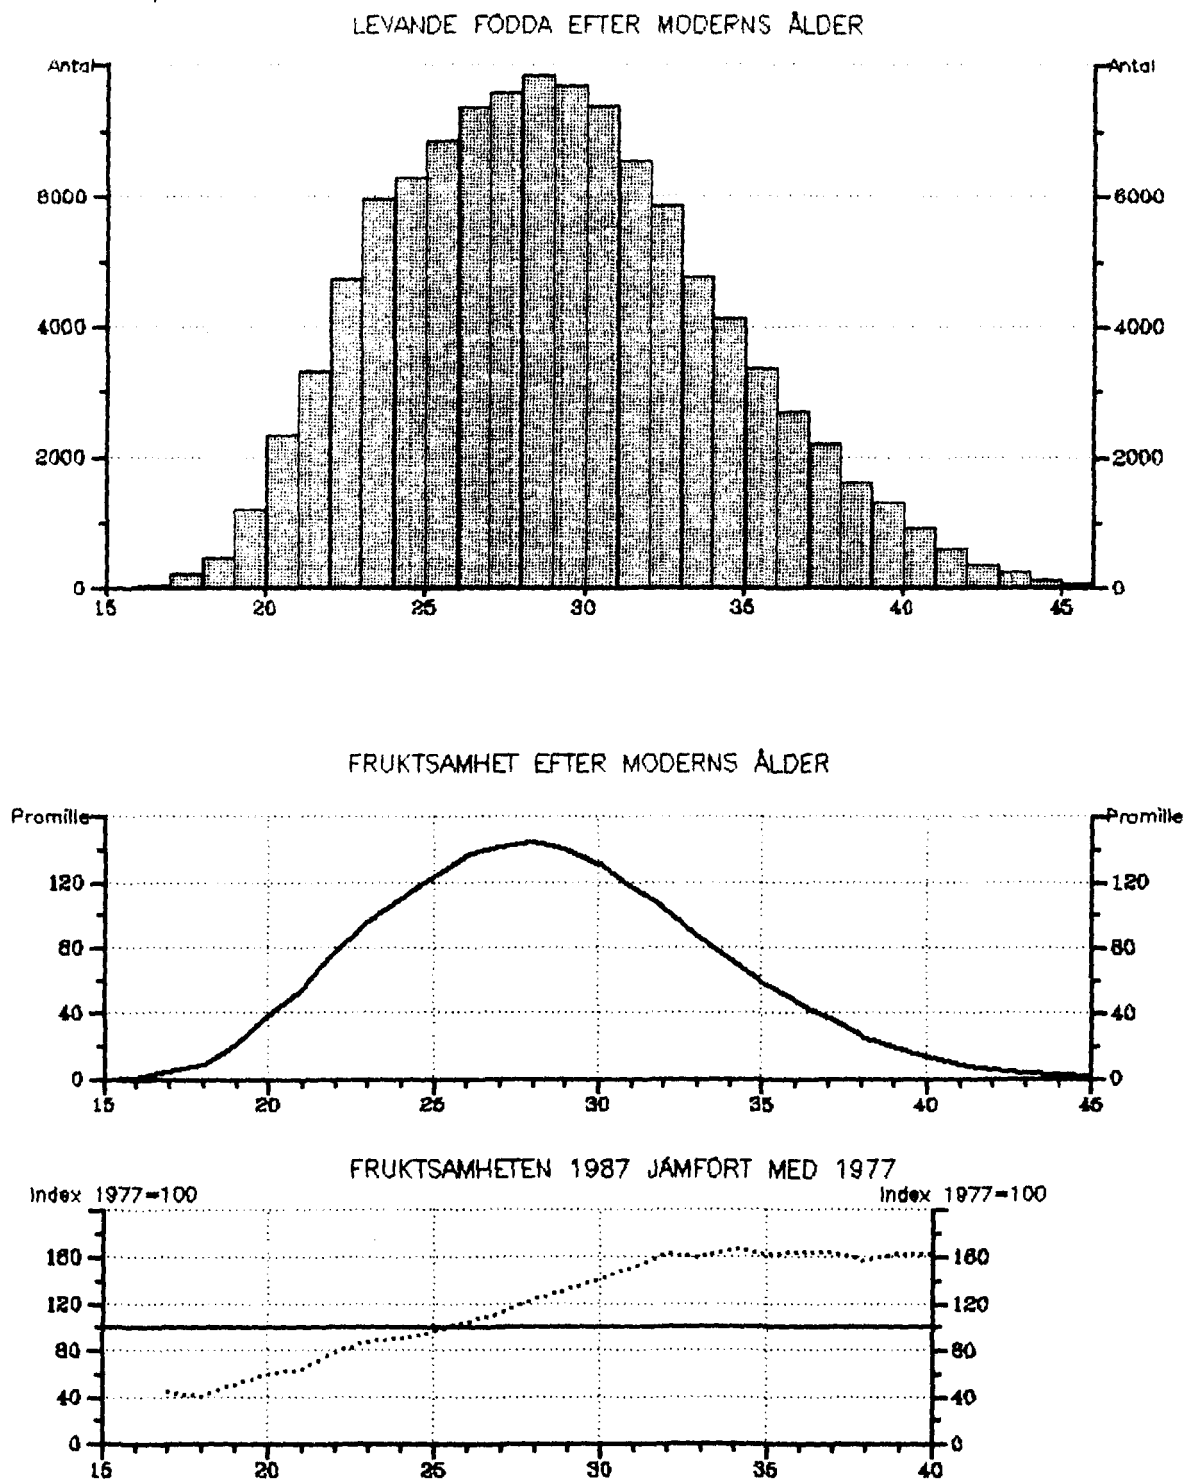 LEVANDE FÖDDA EFTER MODERNS ÅLDER
Antal Antal
6000 6000
4000 4000
2000 2000
0 0
15 20 25 30 35 40 45
FRUKTSAMHET EFTER MODERNS ÅLDER
Promille Promille
120 120
80 80
40 40
0 0
15 20 25 30 35 40 45
FRUKTSAMHETEN 1987 JÄMFÖRT MED 1977
Index 1977=100 Index 1977=100
160 160
120 120
80 80
40 40
0 0
15 20 25 30 35 40